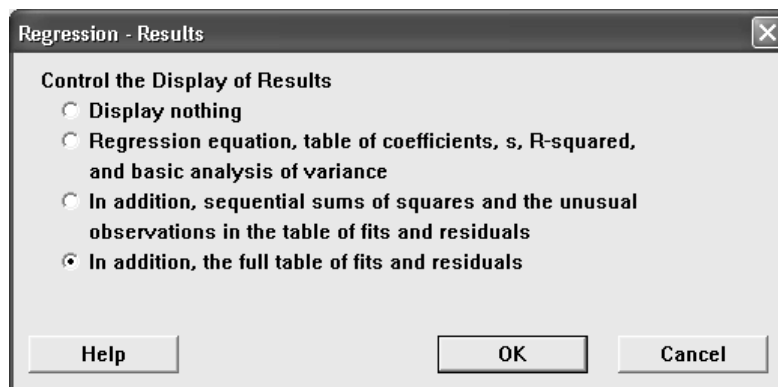 Regression - Results
Control the Display of Results
Display nothing
Regression equation, table of coefficients, s, R-squared,
and basic analysis of variance
In addition, sequential sums of squares and the unusual
observations in the table of fits and residuals
In addition, the full table of fits and residuals
Help OK Cancel